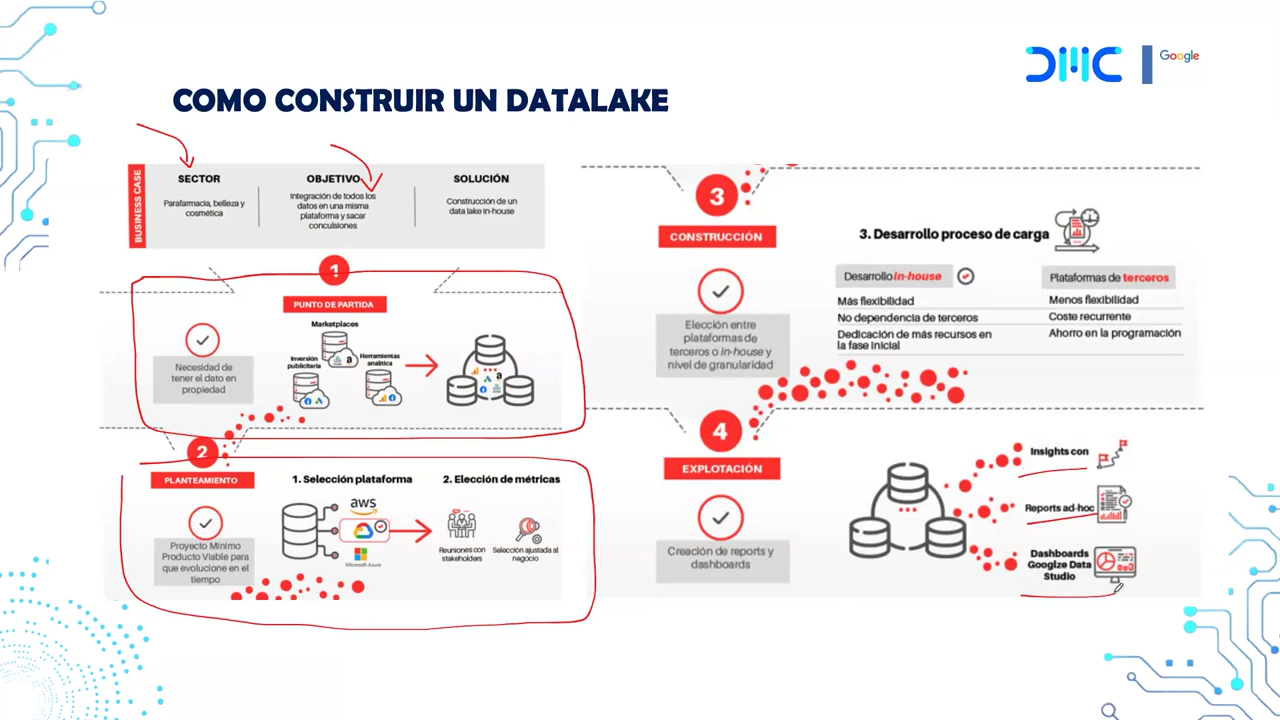 DMC
Google
COMO CONSTRUIR UN DATALAKE
BUSINESS CASE
SECTOR
Parafarmacia, belleza y
cosmética
OBJETIVO
Integración de todos los
datos en una misma
plataforma y sacar
conculsiones
SOLUCIÓN
Construcción de un
data lake in-house
1
PUNTO DE PARTIDA
Necesidad de
tener el dato en
propiedad
Marketplaces
Inversión
publicitaria
Herramientas
analítica
2
PLANTEAMIENTO
Proyecto Mínimo
Producto Viable para
que evolucione en el
tiempo
1. Selección plataforma
aws
Microsoft Azure
2. Elección de métricas
Reuniones con
stakeholders
Selección ajustada al
negocio
3
CONSTRUCCIÓN
Elección entre
plataformas de
terceros o in-house y
nivel de granularidad
3. Desarrollo proceso de carga
Desarrollo in-house
Más flexibilidad
No dependencia de terceros
Dedicación de más recursos en
la fase inicial
Plataformas de terceros
Menos flexibilidad
Coste recurrente
Ahorro en la programación
4
EXPLOTACIÓN
Creación de reports y
dashboards
Insights con
Reports ad-hoc
Dashboards
Googlze Data
Studio